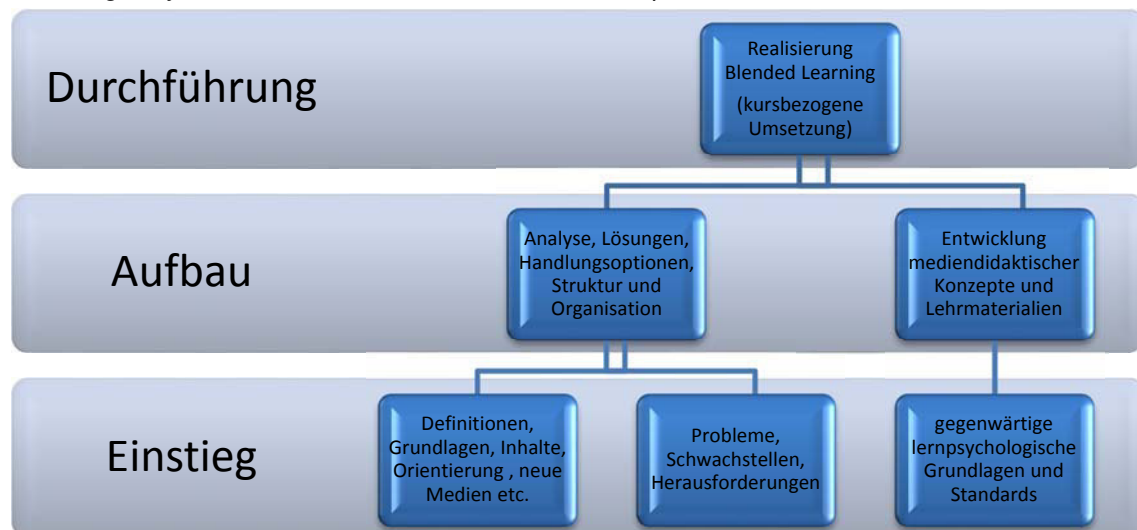 Durchführung
Realisierung
Blended Learning
(kursbezogene
Umsetzung)
Aufbau
Analyse, Lösungen,
Handlungsoptionen,
Struktur und
Organisation
Entwicklung
mediendidaktischer
Konzepte und
Lehrmaterialien
Einstieg
Definitionen,
Grundlagen, Inhalte,
Orientierung , neue
Medien etc.
Probleme,
Schwachstellen,
Herausforderungen
gegenwärtige
lernpsychologische
Grundlagen und
Standards